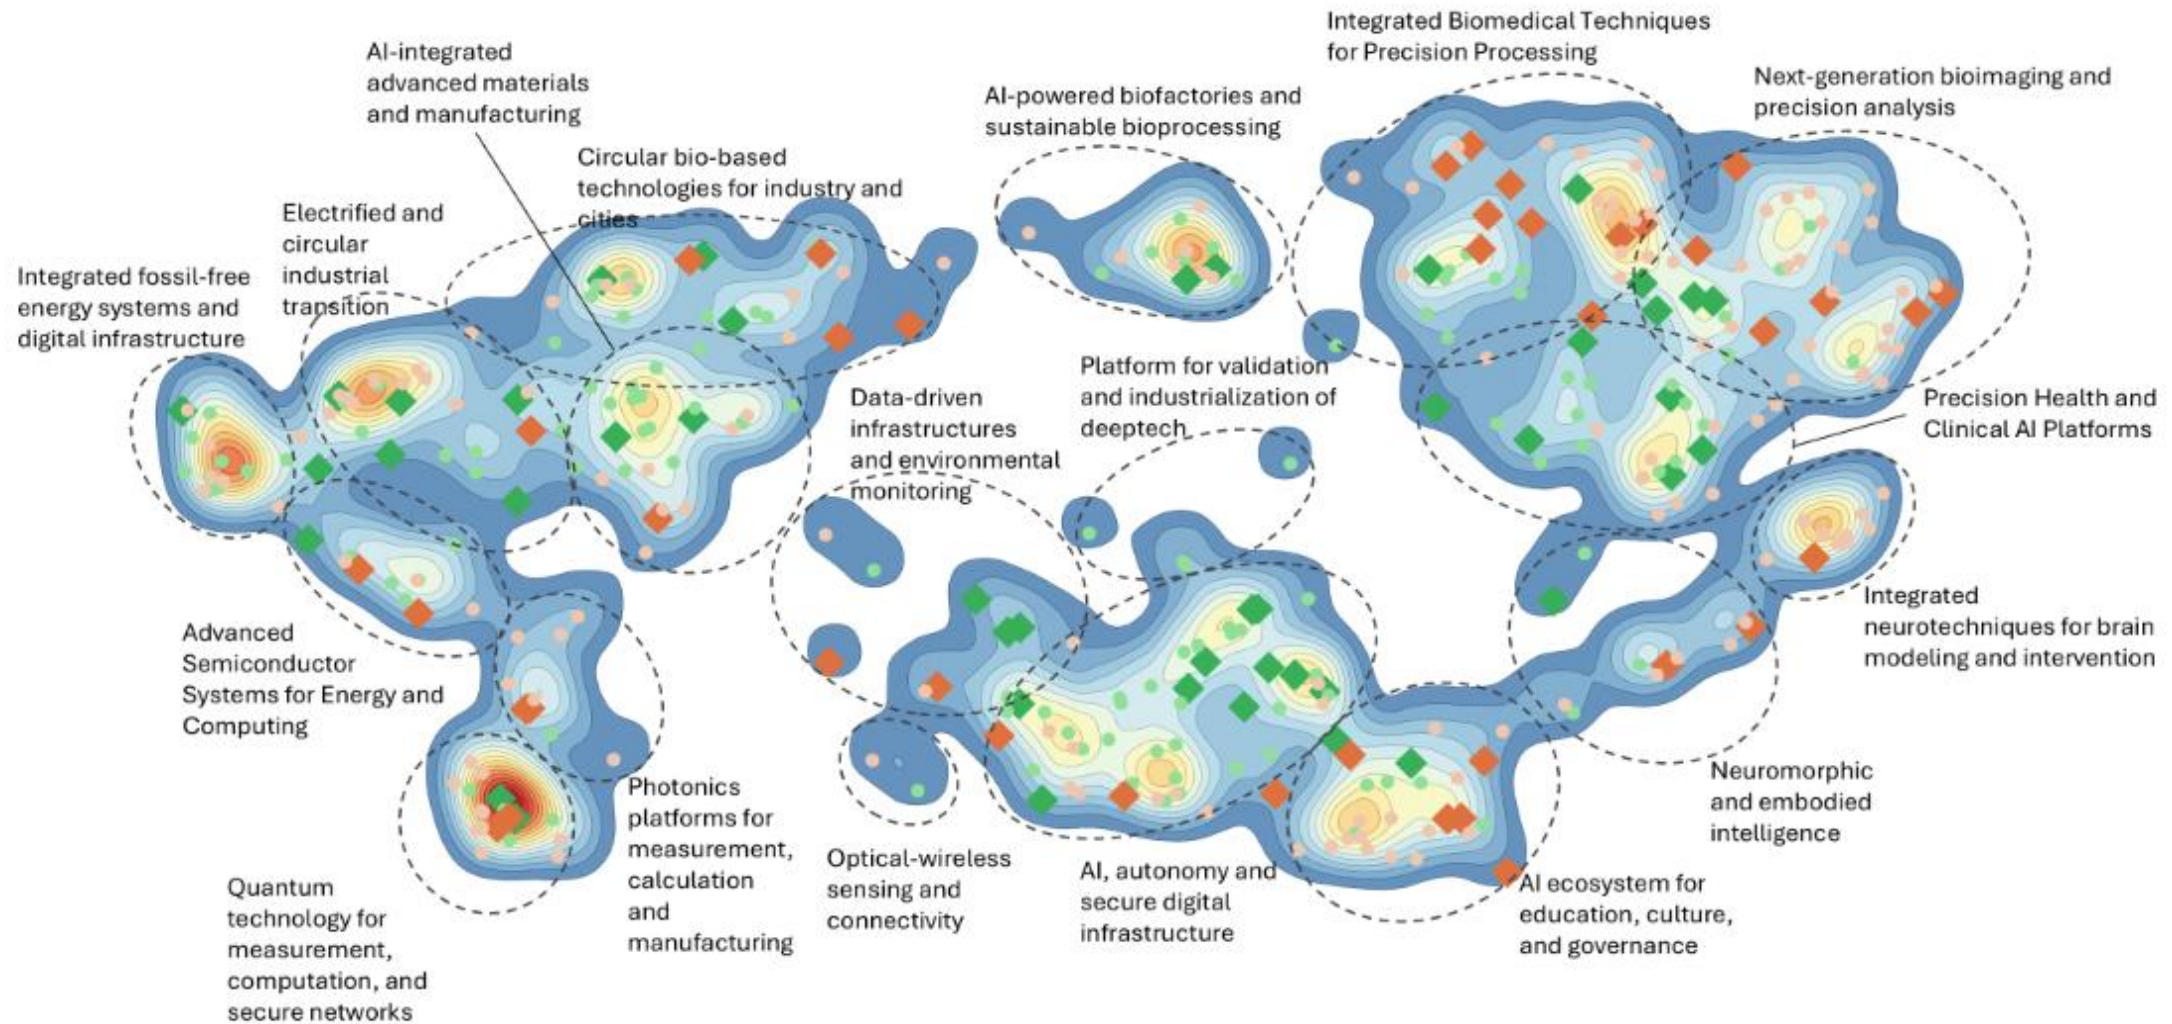 AI-integrated
advanced materials
and manufacturing
Circular bio-based
technologies for industry and
cities
Electrified and
circular
industrial
transition
Integrated fossil-free
energy systems and
digital infrastructure
AI-powered biofactories and
sustainable bioprocessing
Integrated Biomedical Techniques
for Precision Processing
Next-generation bioimaging and
precision analysis
Platform for validation
and industrialization of
deeptech
Data-driven
infrastructures
and environmental
monitoring
Precision Health and
Clinical AI Platforms
Advanced
Semiconductor
Systems for Energy and
Computing
Integrated
neurotechniques for brain
modeling and intervention
Photonics
platforms for
measurement,
calculation
and
manufacturing
Quantum
technology for
measurement,
computation, and
secure networks
Optical-wireless
sensing and
connectivity
AI, autonomy and
secure digital
infrastructure
AI ecosystem for
education, culture,
and governance
Neuromorphic
and embodied
intelligence